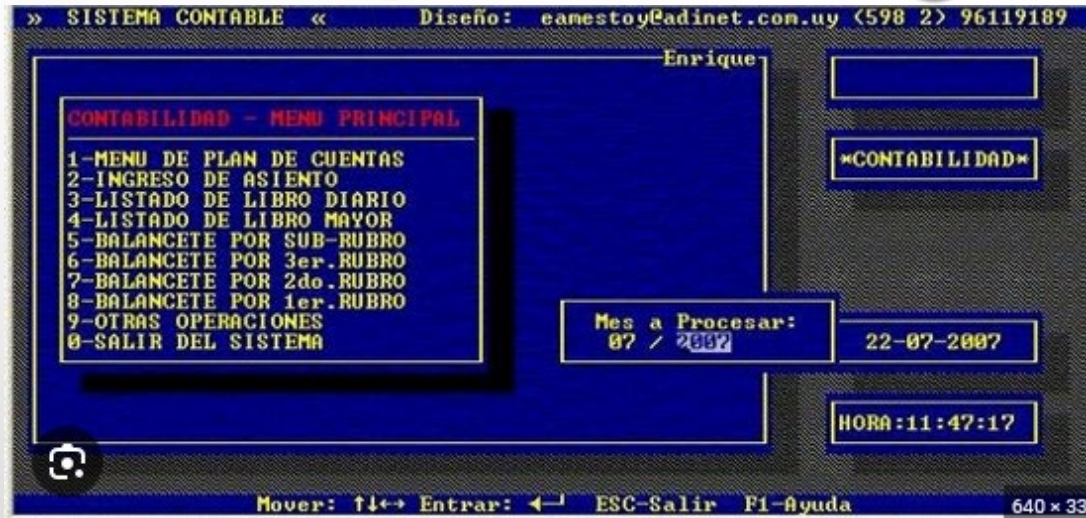 » SISTEMA CONTABLE « Diseño: eamestoy@adinet.com.uy (598 2) 96119189
Enrique
CONTABILIDAD - MENU PRINCIPAL
1-MENU DE PLAN DE CUENTAS
2-INGRESO DE ASIENTO
3-LISTADO DE LIBRO DIARIO
4-LISTADO DE LIBRO MAYOR
5-BALANCETE POR SUB-RUBRO
6-BALANCETE POR 3er.RUBRO
7-BALANCETE POR 2do.RUBRO
8-BALANCETE POR 1er.RUBRO
9-OTRAS OPERACIONES
0-SALIR DEL SISTEMA
*CONTABILIDAD*
Mes a Procesar:
07 / 2007
22-07-2007
HORA:11:47:17
Mover: ↑↓←→ Entrar: ◄┘ ESC-Salir F1-Ayuda
640 × 33